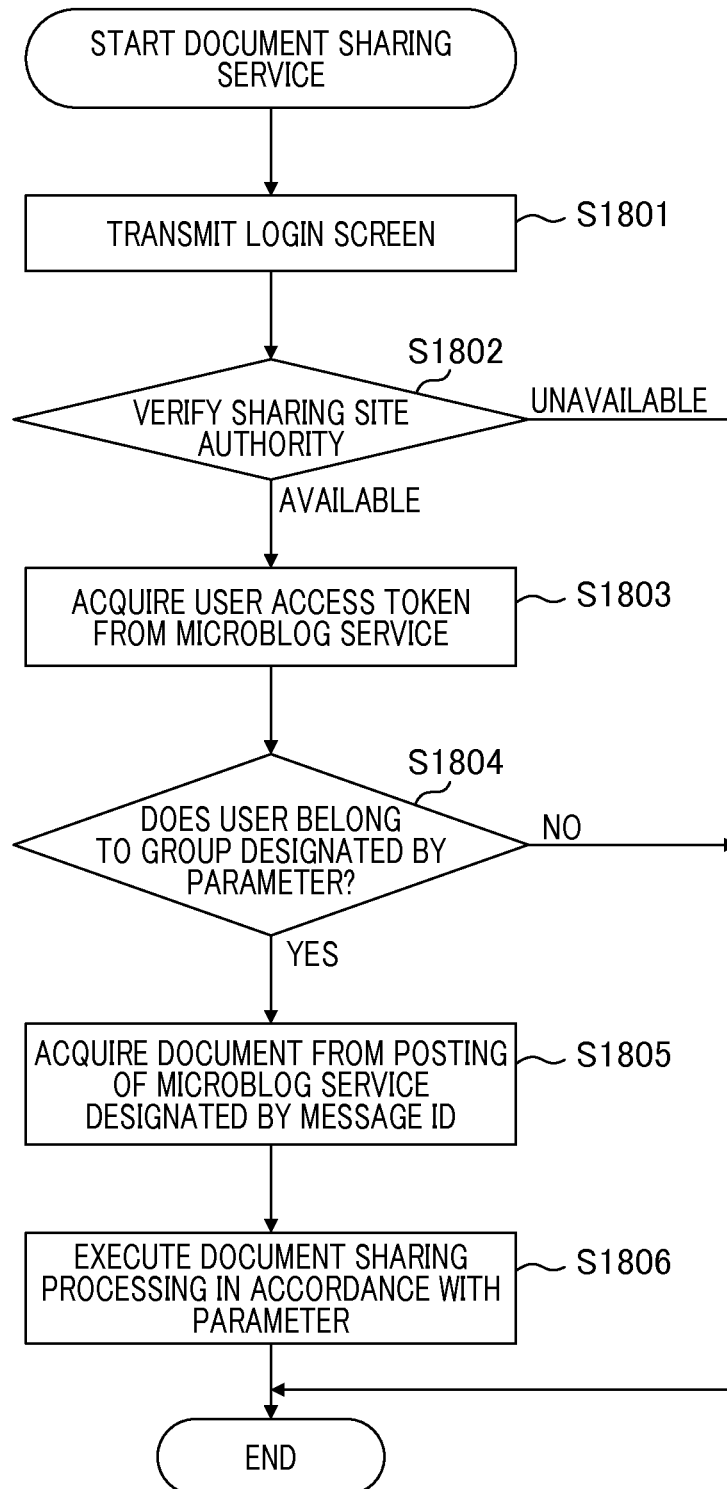 START DOCUMENT SHARING
SERVICE
TRANSMIT LOGIN SCREEN
S1801
S1802
VERIFY SHARING SITE
AUTHORITY
UNAVAILABLE
AVAILABLE
ACQUIRE USER ACCESS TOKEN
FROM MICROBLOG SERVICE
S1803
S1804
DOES USER BELONG
TO GROUP DESIGNATED BY
PARAMETER?
NO
YES
ACQUIRE DOCUMENT FROM POSTING
OF MICROBLOG SERVICE
DESIGNATED BY MESSAGE ID
S1805
EXECUTE DOCUMENT SHARING
PROCESSING IN ACCORDANCE WITH
PARAMETER
S1806
END